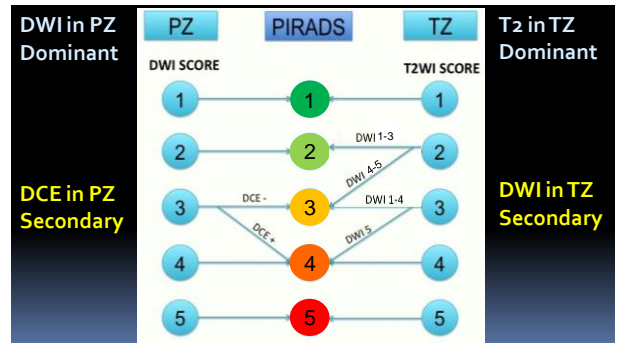 DWI in PZ
Dominant
PZ
PIRADS
TZ
T2 in TZ
Dominant
DWI SCORE
T2WI SCORE
1
1
1
2
2
DWI 1-3
2
DWI 4-5
DCE in PZ
Secondary
3
DCE -
3
DWI 1-4
3
DCE +
DWI 5
DWI in TZ
Secondary
4
4
4
5
5
5